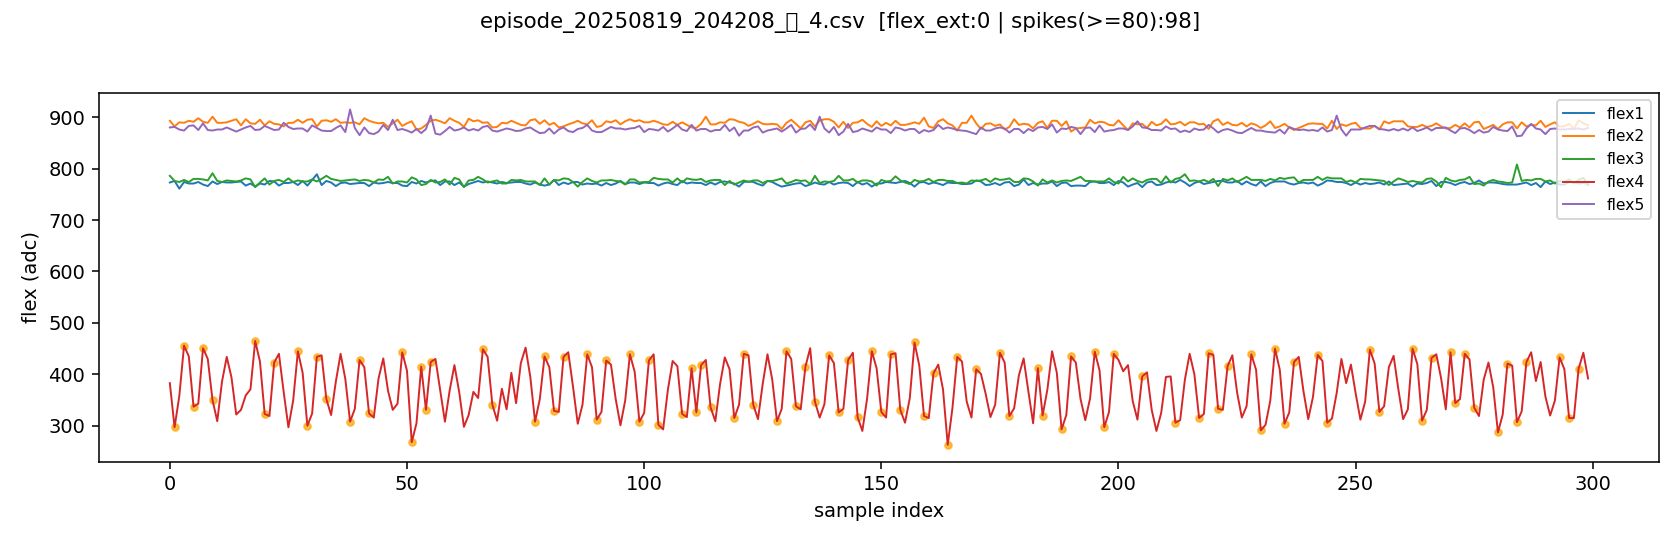 episode_20250819_204208_▯_4.csv  [flex_ext:0 | spikes(>=80):98]
flex (adc)
900
800
700
600
500
400
300
0
50
100
150
200
250
300
sample index
flex1
flex2
flex3
flex4
flex5